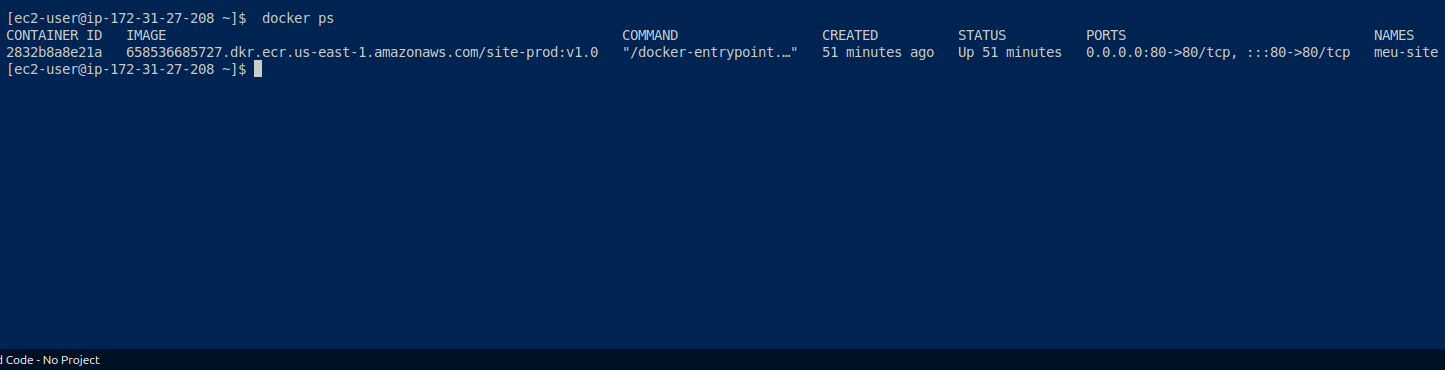 [ec2-user@ip-172-31-27-208 ~]$  docker ps
CONTAINER ID   IMAGE                                                         COMMAND                  CREATED          STATUS          PORTS                               NAMES
2832b8a8e21a   658536685727.dkr.ecr.us-east-1.amazonaws.com/site-prod:v1.0   "/docker-entrypoint.…"   51 minutes ago   Up 51 minutes   0.0.0.0:80->80/tcp, :::80->80/tcp   meu-site
[ec2-user@ip-172-31-27-208 ~]$
d Code - No Project